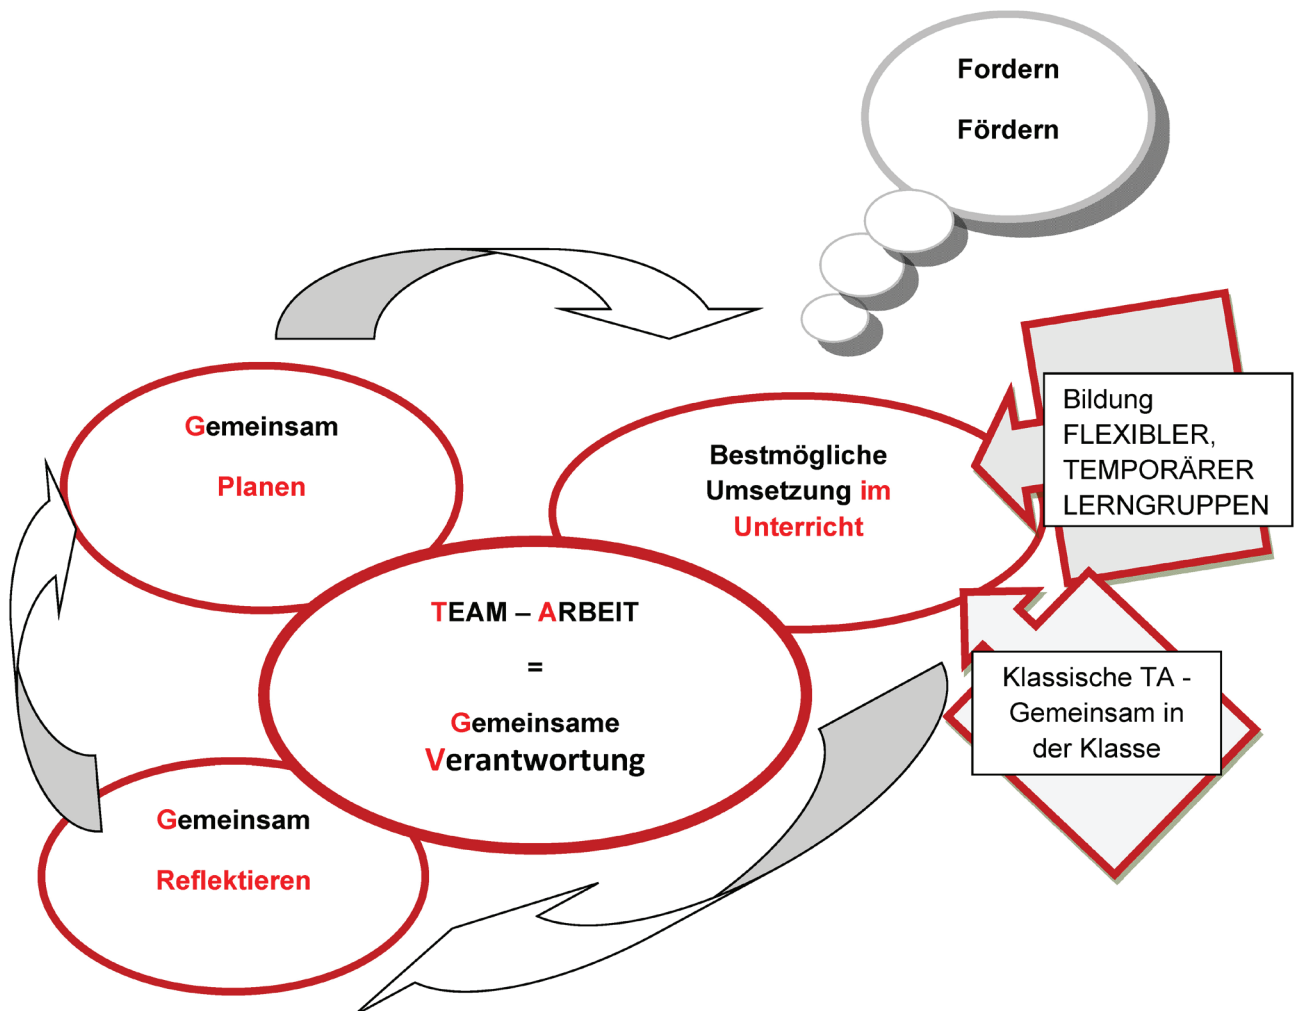 Fordern
Fördern
Gemeinsam
Planen
Bestmögliche
Umsetzung im
Unterricht
Bildung
FLEXIBLER,
TEMPORÄRER
LERNGRUPPEN
TEAM – ARBEIT
=
Gemeinsame
Verantwortung
Klassische TA -
Gemeinsam in
der Klasse
Gemeinsam
Reflektieren